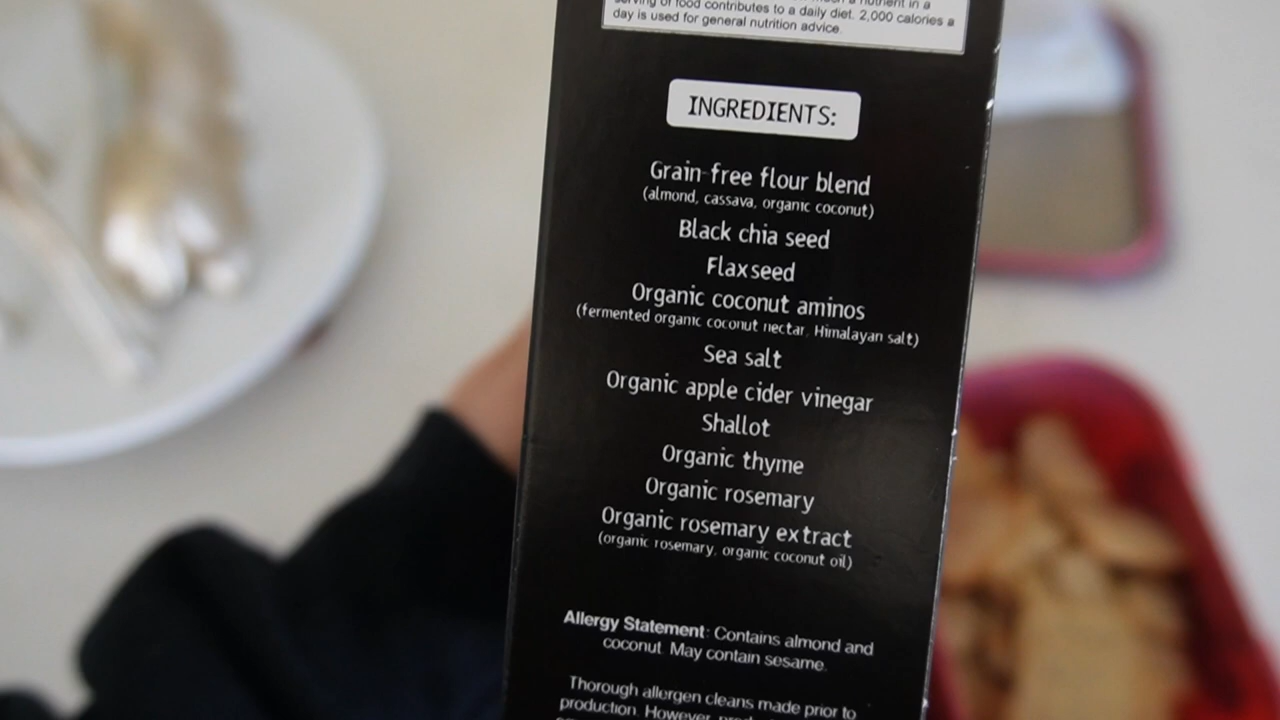 a nutrient in a
serving of food contributes to a daily diet. 2,000 calories a
day is used for general nutrition advice.
INGREDIENTS:
Grain-free flour blend
(almond, cassava, organic coconut)
Black chia seed
Flaxseed
Organic coconut aminos
(fermented organic coconut nectar, Himalayan salt)
Sea salt
Organic apple cider vinegar
Shallot
Organic thyme
Organic rosemary
Organic rosemary extract
(organic rosemary, organic coconut oil)
Allergy Statement: Contains almond and
coconut. May contain sesame.
Thorough allergen cleans made prior to
production. However,